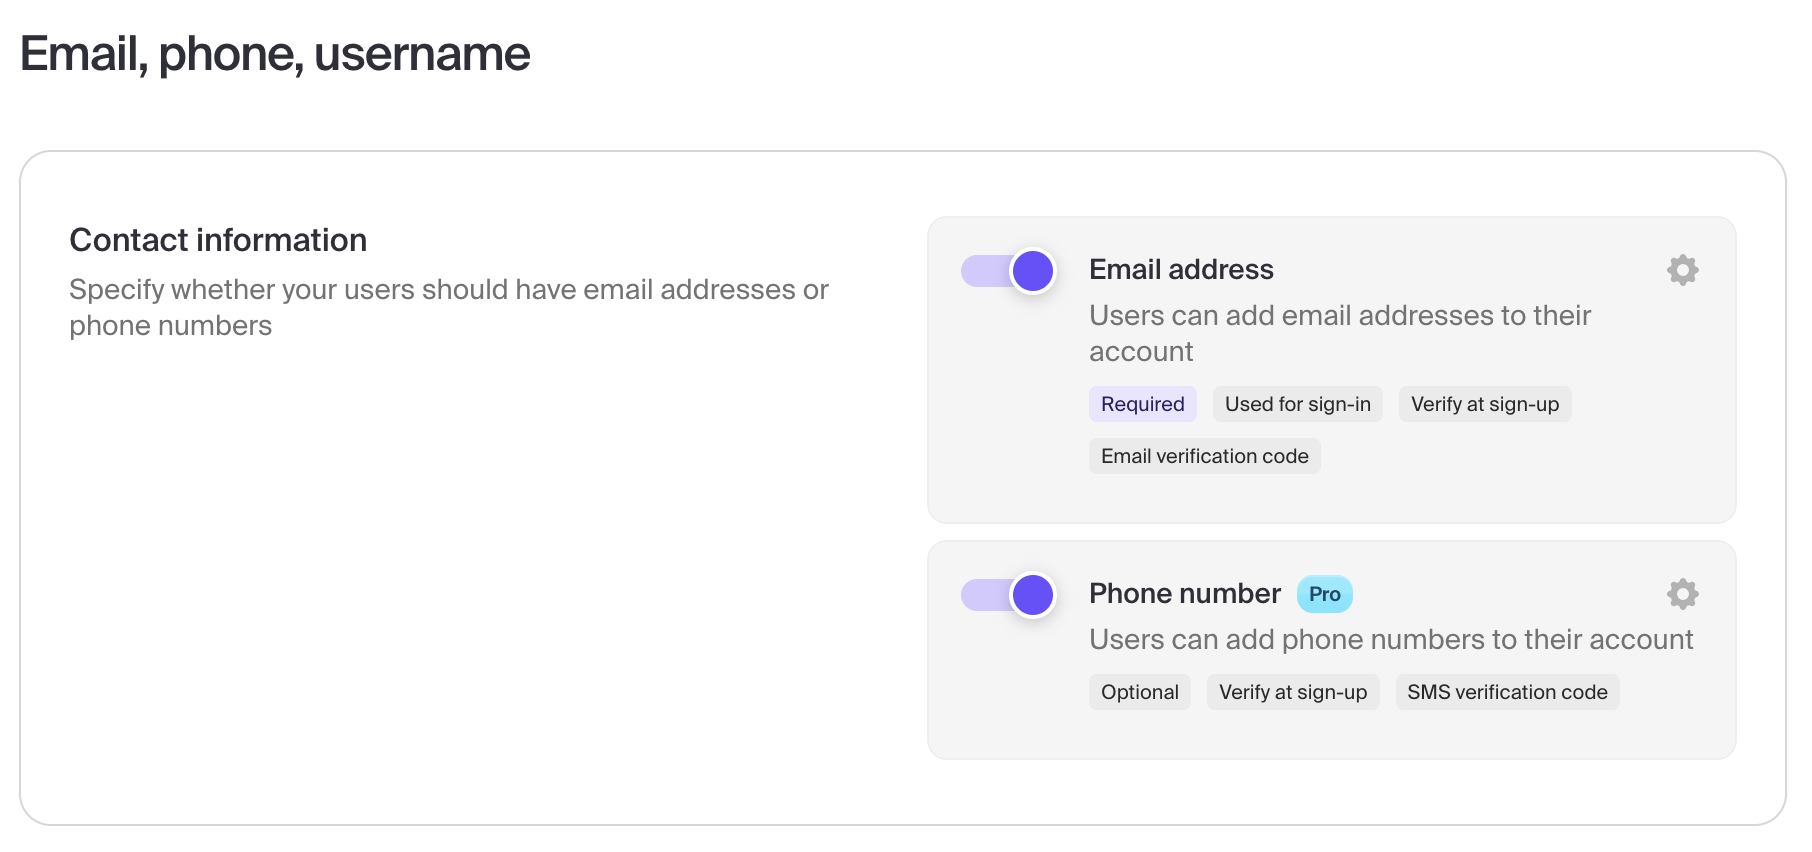 Email, phone, username
Contact information
Specify whether your users should have email addresses or
phone numbers
Email address
Users can add email addresses to their
account
Required Used for sign-in Verify at sign-up
Email verification code
Phone number Pro
Users can add phone numbers to their account
Optional Verify at sign-up SMS verification code